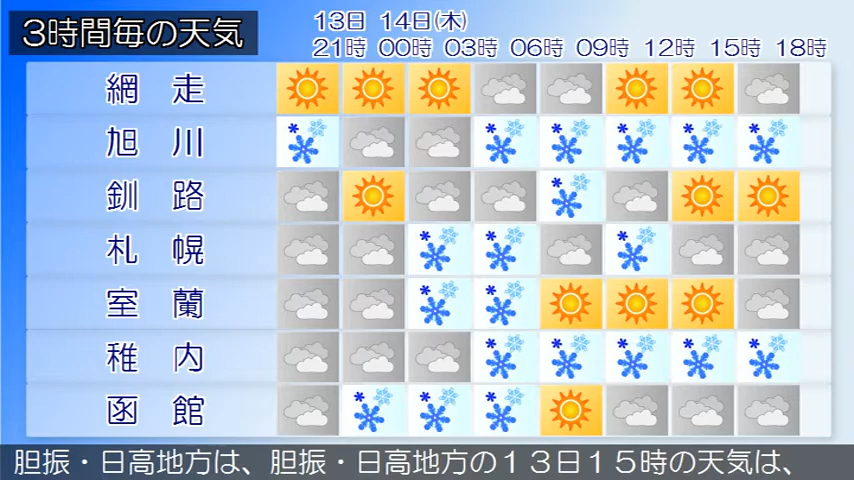 3時間毎の天気
13日 14日(木)
21時 00時 03時 06時 09時 12時 15時 18時
網 走
旭 川
釧 路
札 幌
室 蘭
稚 内
函 館
胆振・日高地方は、胆振・日高地方の１３日１５時の天気は、